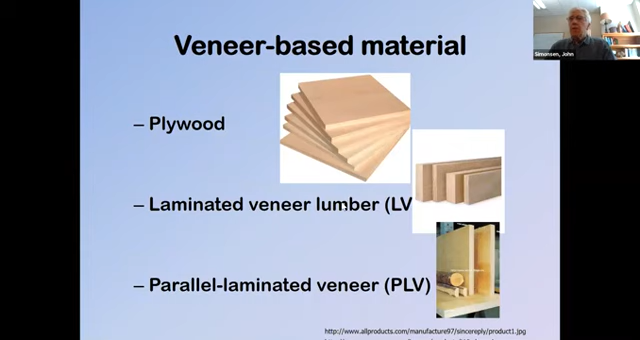 Veneer-based material
Simonsen, John
– Plywood
– Laminated veneer lumber (LV
– Parallel-laminated veneer (PLV)
http://www.allproducts.com/manufacture97/sincereply/product1.jpg